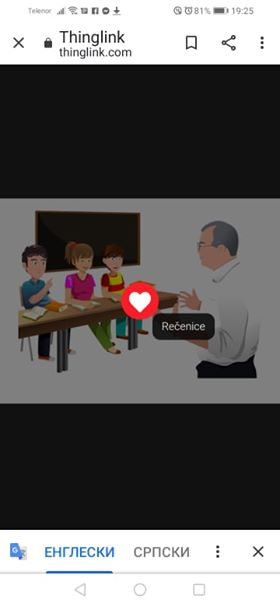 Telenor 81% 19:25
Thinglink
thinglink.com
Rečenice
ЕНГЛЕСКИ СРПСКИ